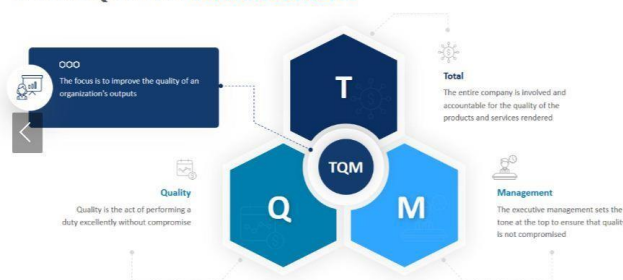 The focus is to improve the quality of an
organization's outputs
T
Total
The entire company is involved and
accountable for the quality of the
products and services rendered
TQM
Quality
Quality is the act of performing a
duty excellently without compromise
Q
M
Management
The executive management sets the
tone at the top to ensure that quality
is not compromised